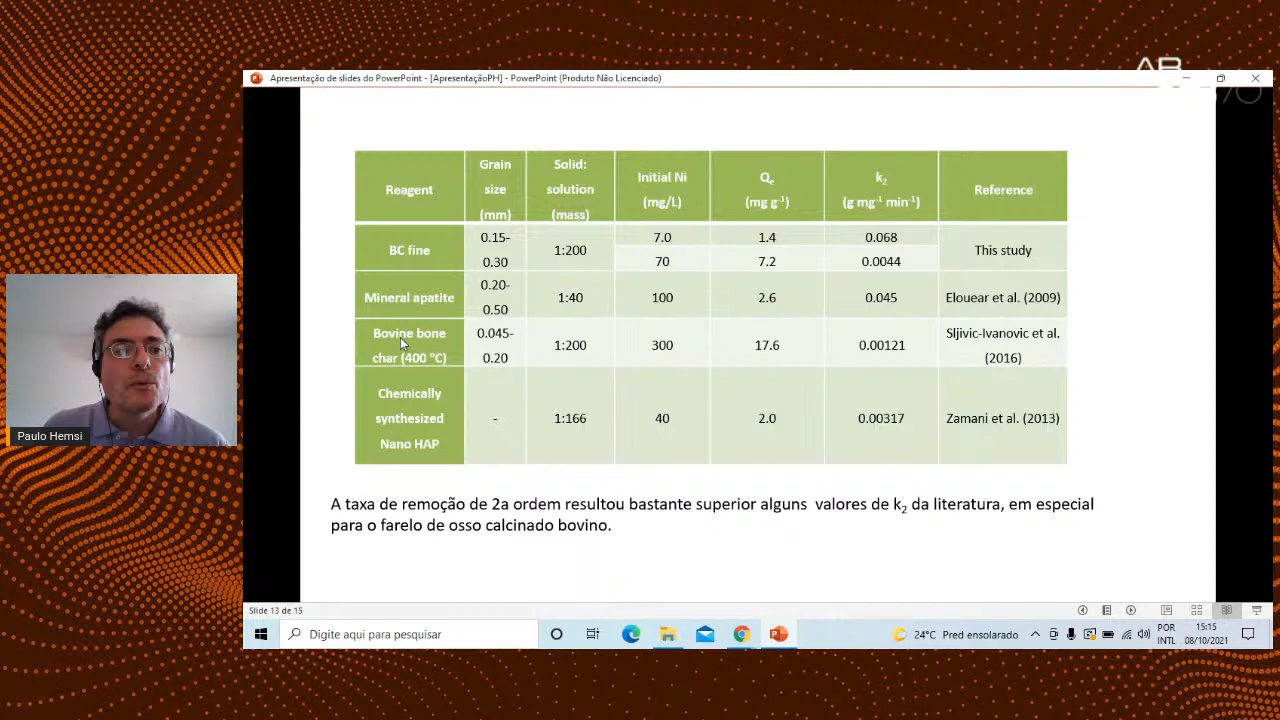 Apresentação de slides do PowerPoint - [ApresentaçãoPH] - PowerPoint (Produto Não Licenciado)
Reagent
Grain
size
(mm)
Solid:
solution
(mass)
Initial Ni
(mg/L)
Qe
(mg g-1)
k2
(g mg-1 min-1)
Reference
BC fine
0.15-
0.30
1:200
7.0
1.4
0.068
70
7.2
0.0044
This study
Mineral apatite
0.20-
0.50
1:40
100
2.6
0.045
Elouear et al. (2009)
Bovine bone
char (400 °C)
0.045-
0.20
1:200
300
17.6
0.00121
Sljivic-Ivanovic et al.
(2016)
Chemically
synthesized
Nano HAP
-
1:166
40
2.0
0.00317
Zamani et al. (2013)
A taxa de remoção de 2a ordem resultou bastante superior alguns valores de k2 da literatura, em especial
para o farelo de osso calcinado bovino.
Paulo Hemsi
Slide 13 de 15
Digite aqui para pesquisar
24°C Pred ensolarado
POR
INTL
15:15
08/10/2021